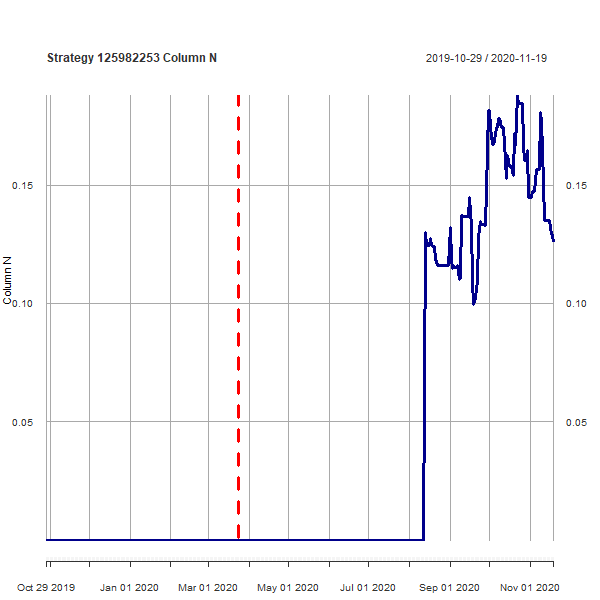 Strategy 125982253 Column N
2019-10-29 / 2020-11-19
0.15
0.15
Column N
0.10
0.10
0.05
0.05
Oct 29 2019
Jan 01 2020
Mar 01 2020
May 01 2020
Jul 01 2020
Sep 01 2020
Nov 01 2020